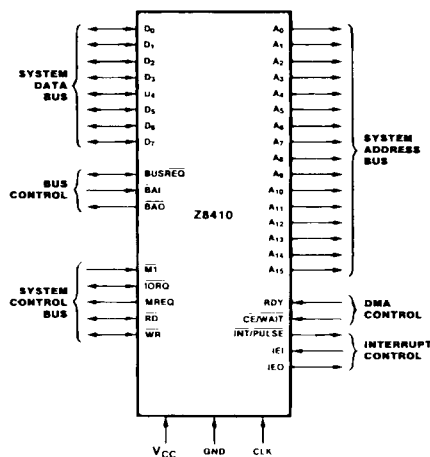 SYSTEM
DATA
BUS
BUS
CONTROL
SYSTEM
CONTROL
BUS
D0
D1
D2
D3
D4
D5
D6
D7
BUSREQ
BAI
BAO
M1
IORQ
MREQ
RD
WR
Z8410
A0
A1
A2
A3
A4
A5
A6
A7
A8
A9
A10
A11
A12
A13
A14
A15
RDY
CE/WAIT
INT/PULSE
IEI
IEO
SYSTEM
ADDRESS
BUS
DMA
CONTROL
INTERRUPT
CONTROL
VCC
GND
CLK